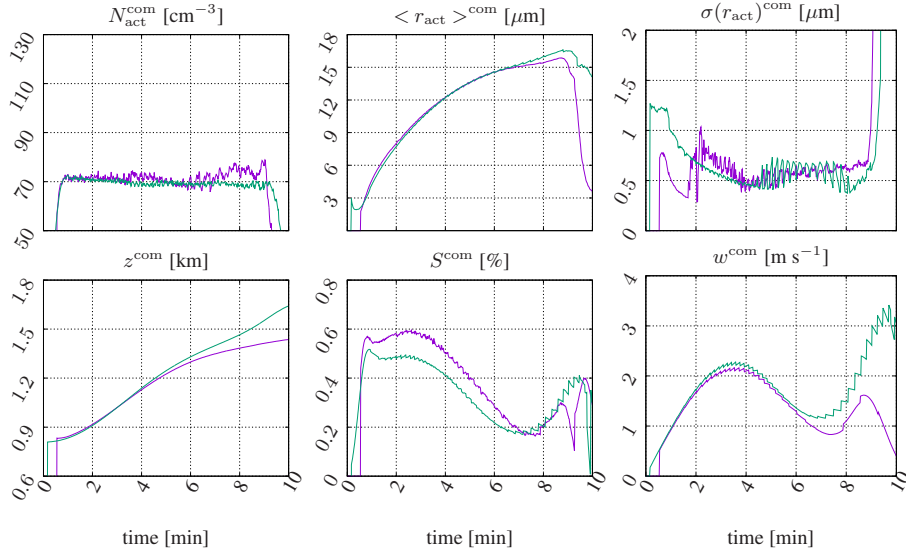 N_act^com [cm^−3]
< r_act >^com [μm]
σ(r_act)^com [μm]
130
110
90
70
50
18
15
12
9
6
3
2
1.5
1
0.5
0
z^com [km]
S^com [%]
w^com [m s^−1]
1.8
1.5
1.2
0.9
0.6
0 2 4 6 8 10
0.8
0.6
0.4
0.2
0
0 2 4 6 8 10
4
3
2
1
0
0 2 4 6 8 10
time [min]
time [min]
time [min]